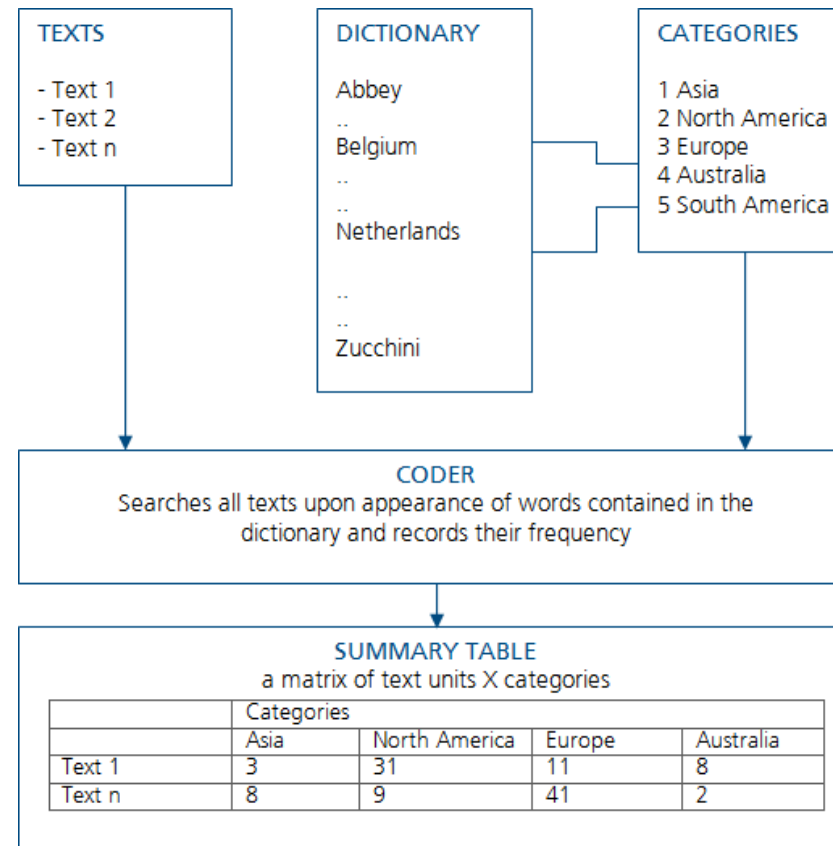 TEXTS
- Text 1
- Text 2
- Text n
DICTIONARY
Abbey
..
Belgium
..
..
Netherlands
..
..
Zucchini
CATEGORIES
1 Asia
2 North America
3 Europe
4 Australia
5 South America
CODER
Searches all texts upon appearance of words contained in the
dictionary and records their frequency
SUMMARY TABLE
a matrix of text units X categories
Categories
Asia North America Europe Australia
Text 1 3 31 11 8
Text n 8 9 41 2